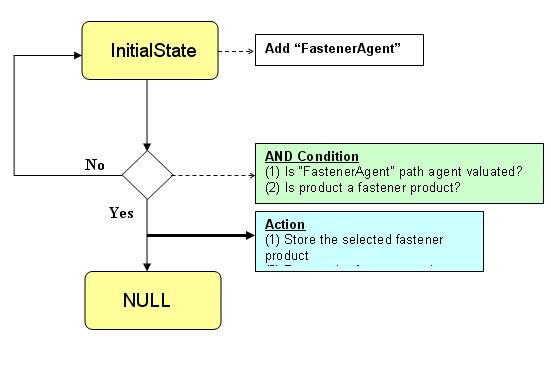 InitialState
Add “FastenerAgent”
No
AND Condition
(1) Is "FastenerAgent" path agent valuated?
(2) Is product a fastener product?
Yes
Action
(1) Store the selected fastener
product
NULL